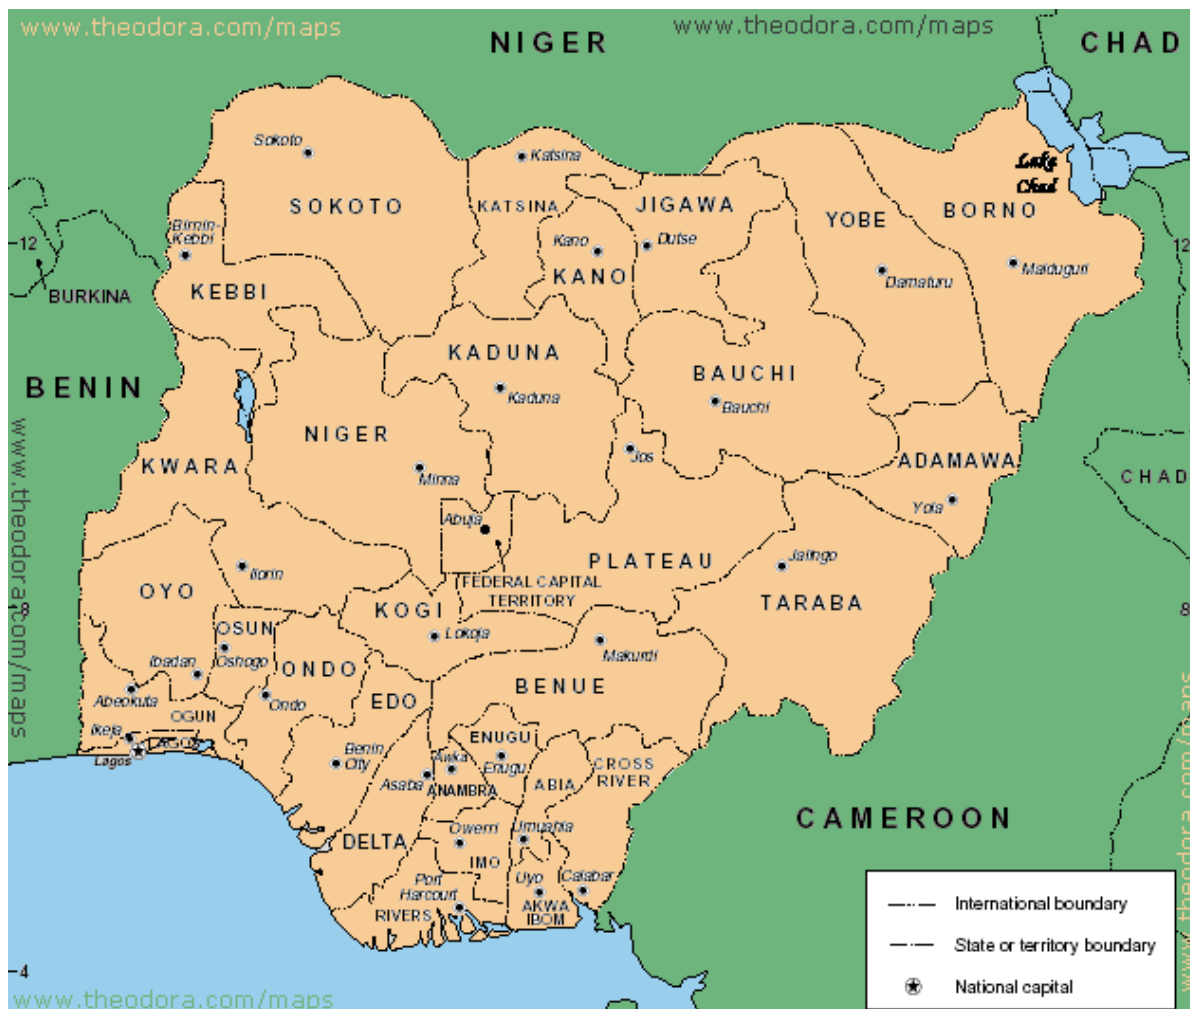 www.theodora.com/maps
www.theodora.com/maps
NIGER
CHAD
Sokoto
Katsina
Lake
Chad
SOKOTO
KATSINA
JIGAWA
YOBE
BORNO
Birnin-
Kebbi
Kano
Dutse
12
12
KANO
Damaturu
Maiduguri
KEBBI
BURKINA
KADUNA
BENIN
Kaduna
BAUCHI
Bauchi
NIGER
KWARA
Minna
Jos
ADAMAWA
CHAD
Yola
www.theodora.com/maps
Abuja
Ilorin
PLATEAU
Jalingo
FEDERAL CAPITAL
TERRITORY
OYO
KOGI
TARABA
8
8
OSUN
Lokoja
Makurdi
Oshogo
Ibadan
ONDO
BENUE
Abeokuta
Ondo
EDO
OGUN
Ikeja
LAGOS
Lagos
Benin
City
ENUGU
Awka
Enugu
CROSS
RIVER
Asaba
ANAMBRA
ABIA
CAMEROON
DELTA
Owerri
Umuahia
IMO
Port
Harcourt
Uyo
Calabar
RIVERS
AKWA
IBOM
www.theodora.com/maps
International boundary
State or territory boundary
National capital
4
www.theodora.com/maps